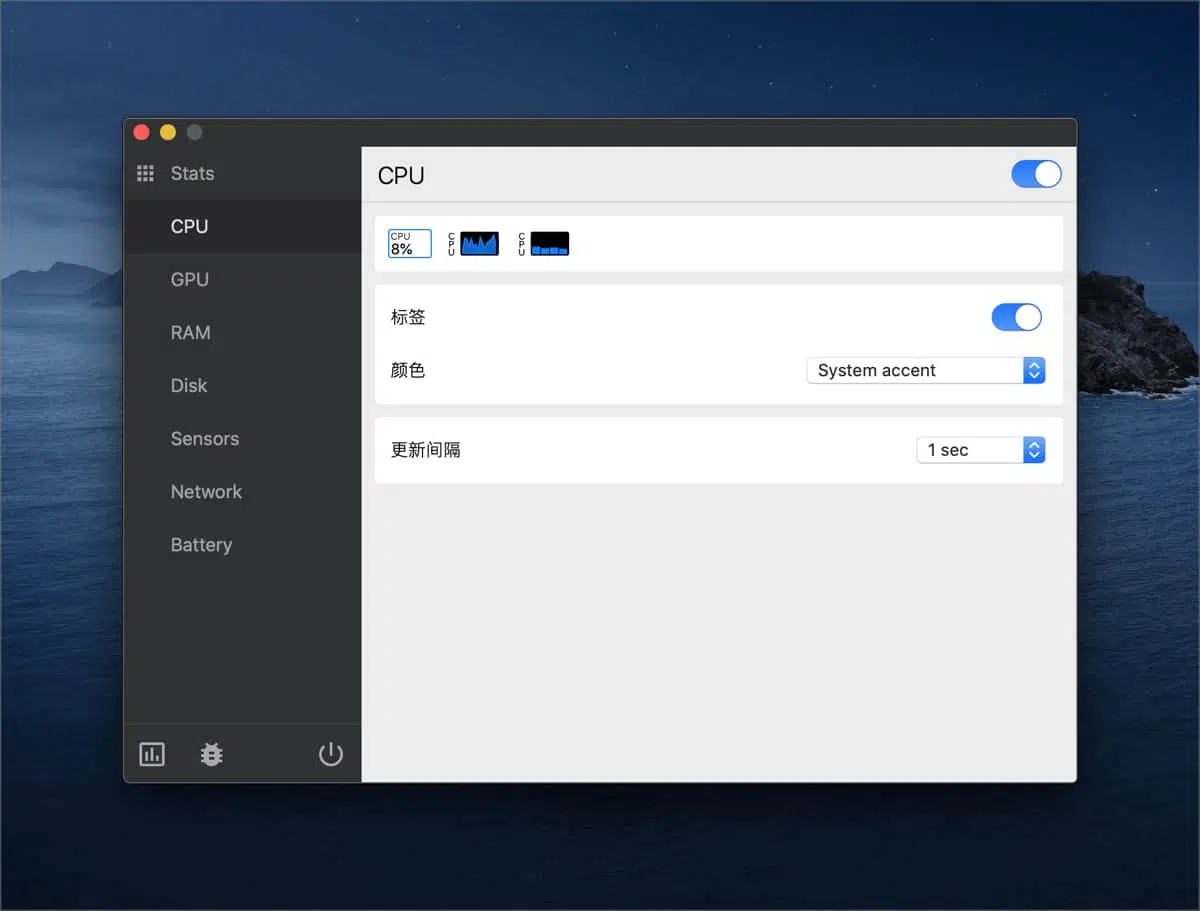 Stats
CPU
GPU
RAM
Disk
Sensors
Network
Battery
CPU
CPU
8%
CPU
CPU
标签
颜色
System accent
更新间隔
1 sec